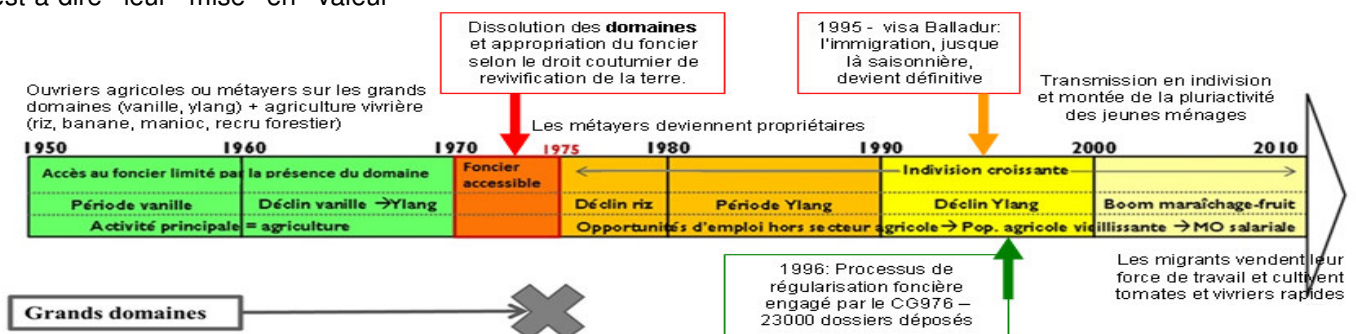 est-à-dire leur mise en valeur
Dissolution des domaines
et appropriation du foncier
selon le droit coutumier de
revivification de la terre.
1995 - visa Balladur:
l'immigration, jusque
là saisonnière,
devient définitive
Ouvriers agricoles ou métayers sur les grands
domaines (vanille, ylang) + agriculture vivrière
(riz, banane, manioc, recru forestier)
Transmission en indivision
et montée de la pluriactivité
des jeunes ménages
Les métayers deviennent propriétaires
1950 1960 1970 1975 1980 1990 2000 2010
Accès au foncier limité par la présence du domaine
Foncier
accessible
Indivision croissante
Période vanille
Déclin vanille →Ylang
Déclin riz
Période Ylang
Déclin Ylang
Boom maraîchage-fruit
Activité principale = agriculture
Opportunités d'emploi hors secteur agricole→ Pop. agricole vieillissante → MO salariale
Les migrants vendent leur
force de travail et cultivent
tomates et vivriers rapides
1996: Processus de
régularisation foncière
engagé par le CG976 –
23000 dossiers déposés
Grands domaines